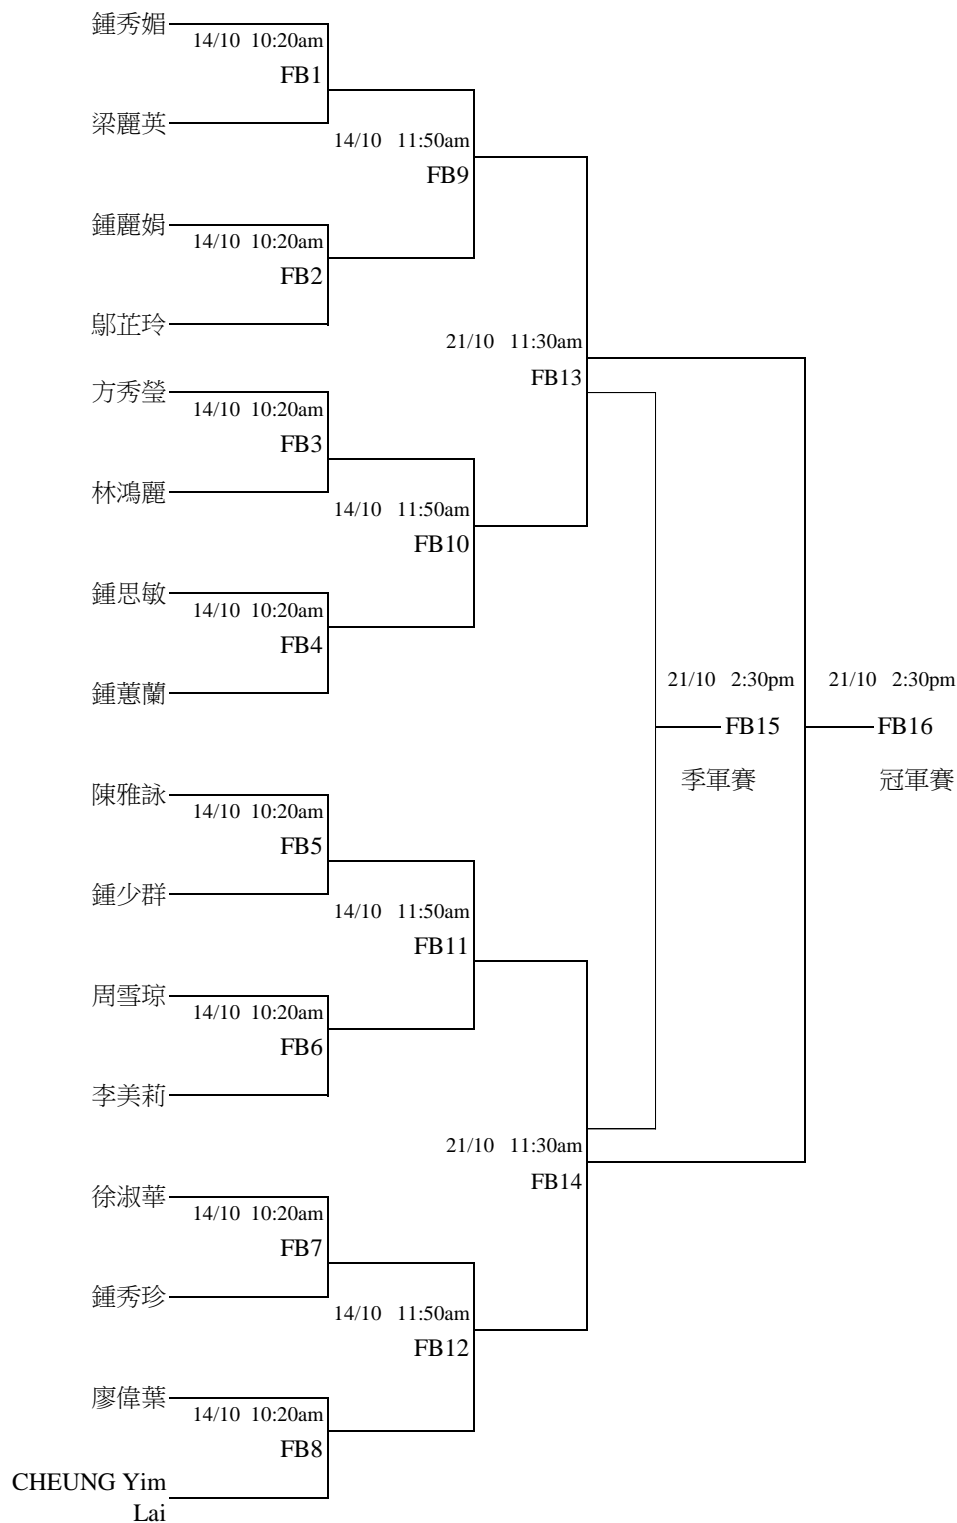 鍾秀媚
14/10 10:20am
FB1
梁麗英
14/10 11:50am
FB9
鍾麗娟
14/10 10:20am
FB2
鄔芷玲
21/10 11:30am
FB13
方秀瑩
14/10 10:20am
FB3
林鴻麗
14/10 11:50am
FB10
鍾思敏
14/10 10:20am
FB4
鍾蕙蘭
21/10 2:30pm
21/10 2:30pm
FB15
FB16
季軍賽
冠軍賽
陳雅詠
14/10 10:20am
FB5
鍾少群
14/10 11:50am
FB11
周雪琼
14/10 10:20am
FB6
李美莉
21/10 11:30am
FB14
徐淑華
14/10 10:20am
FB7
鍾秀珍
14/10 11:50am
FB12
廖偉葉
14/10 10:20am
FB8
CHEUNG Yim
Lai